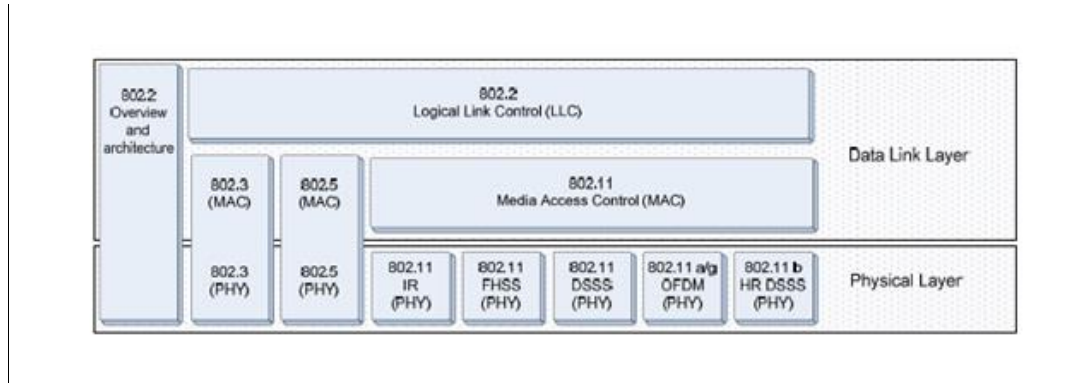 802.2
Overview
and
architecture
802.2
Logical Link Control (LLC)
Data Link Layer
802.3
(MAC)
802.5
(MAC)
802.11
Media Access Control (MAC)
802.3
(PHY)
802.5
(PHY)
802.11
IR
(PHY)
802.11
FHSS
(PHY)
802.11
DSSS
(PHY)
802.11 a/g
OFDM
(PHY)
802.11 b
HR DSSS
(PHY)
Physical Layer